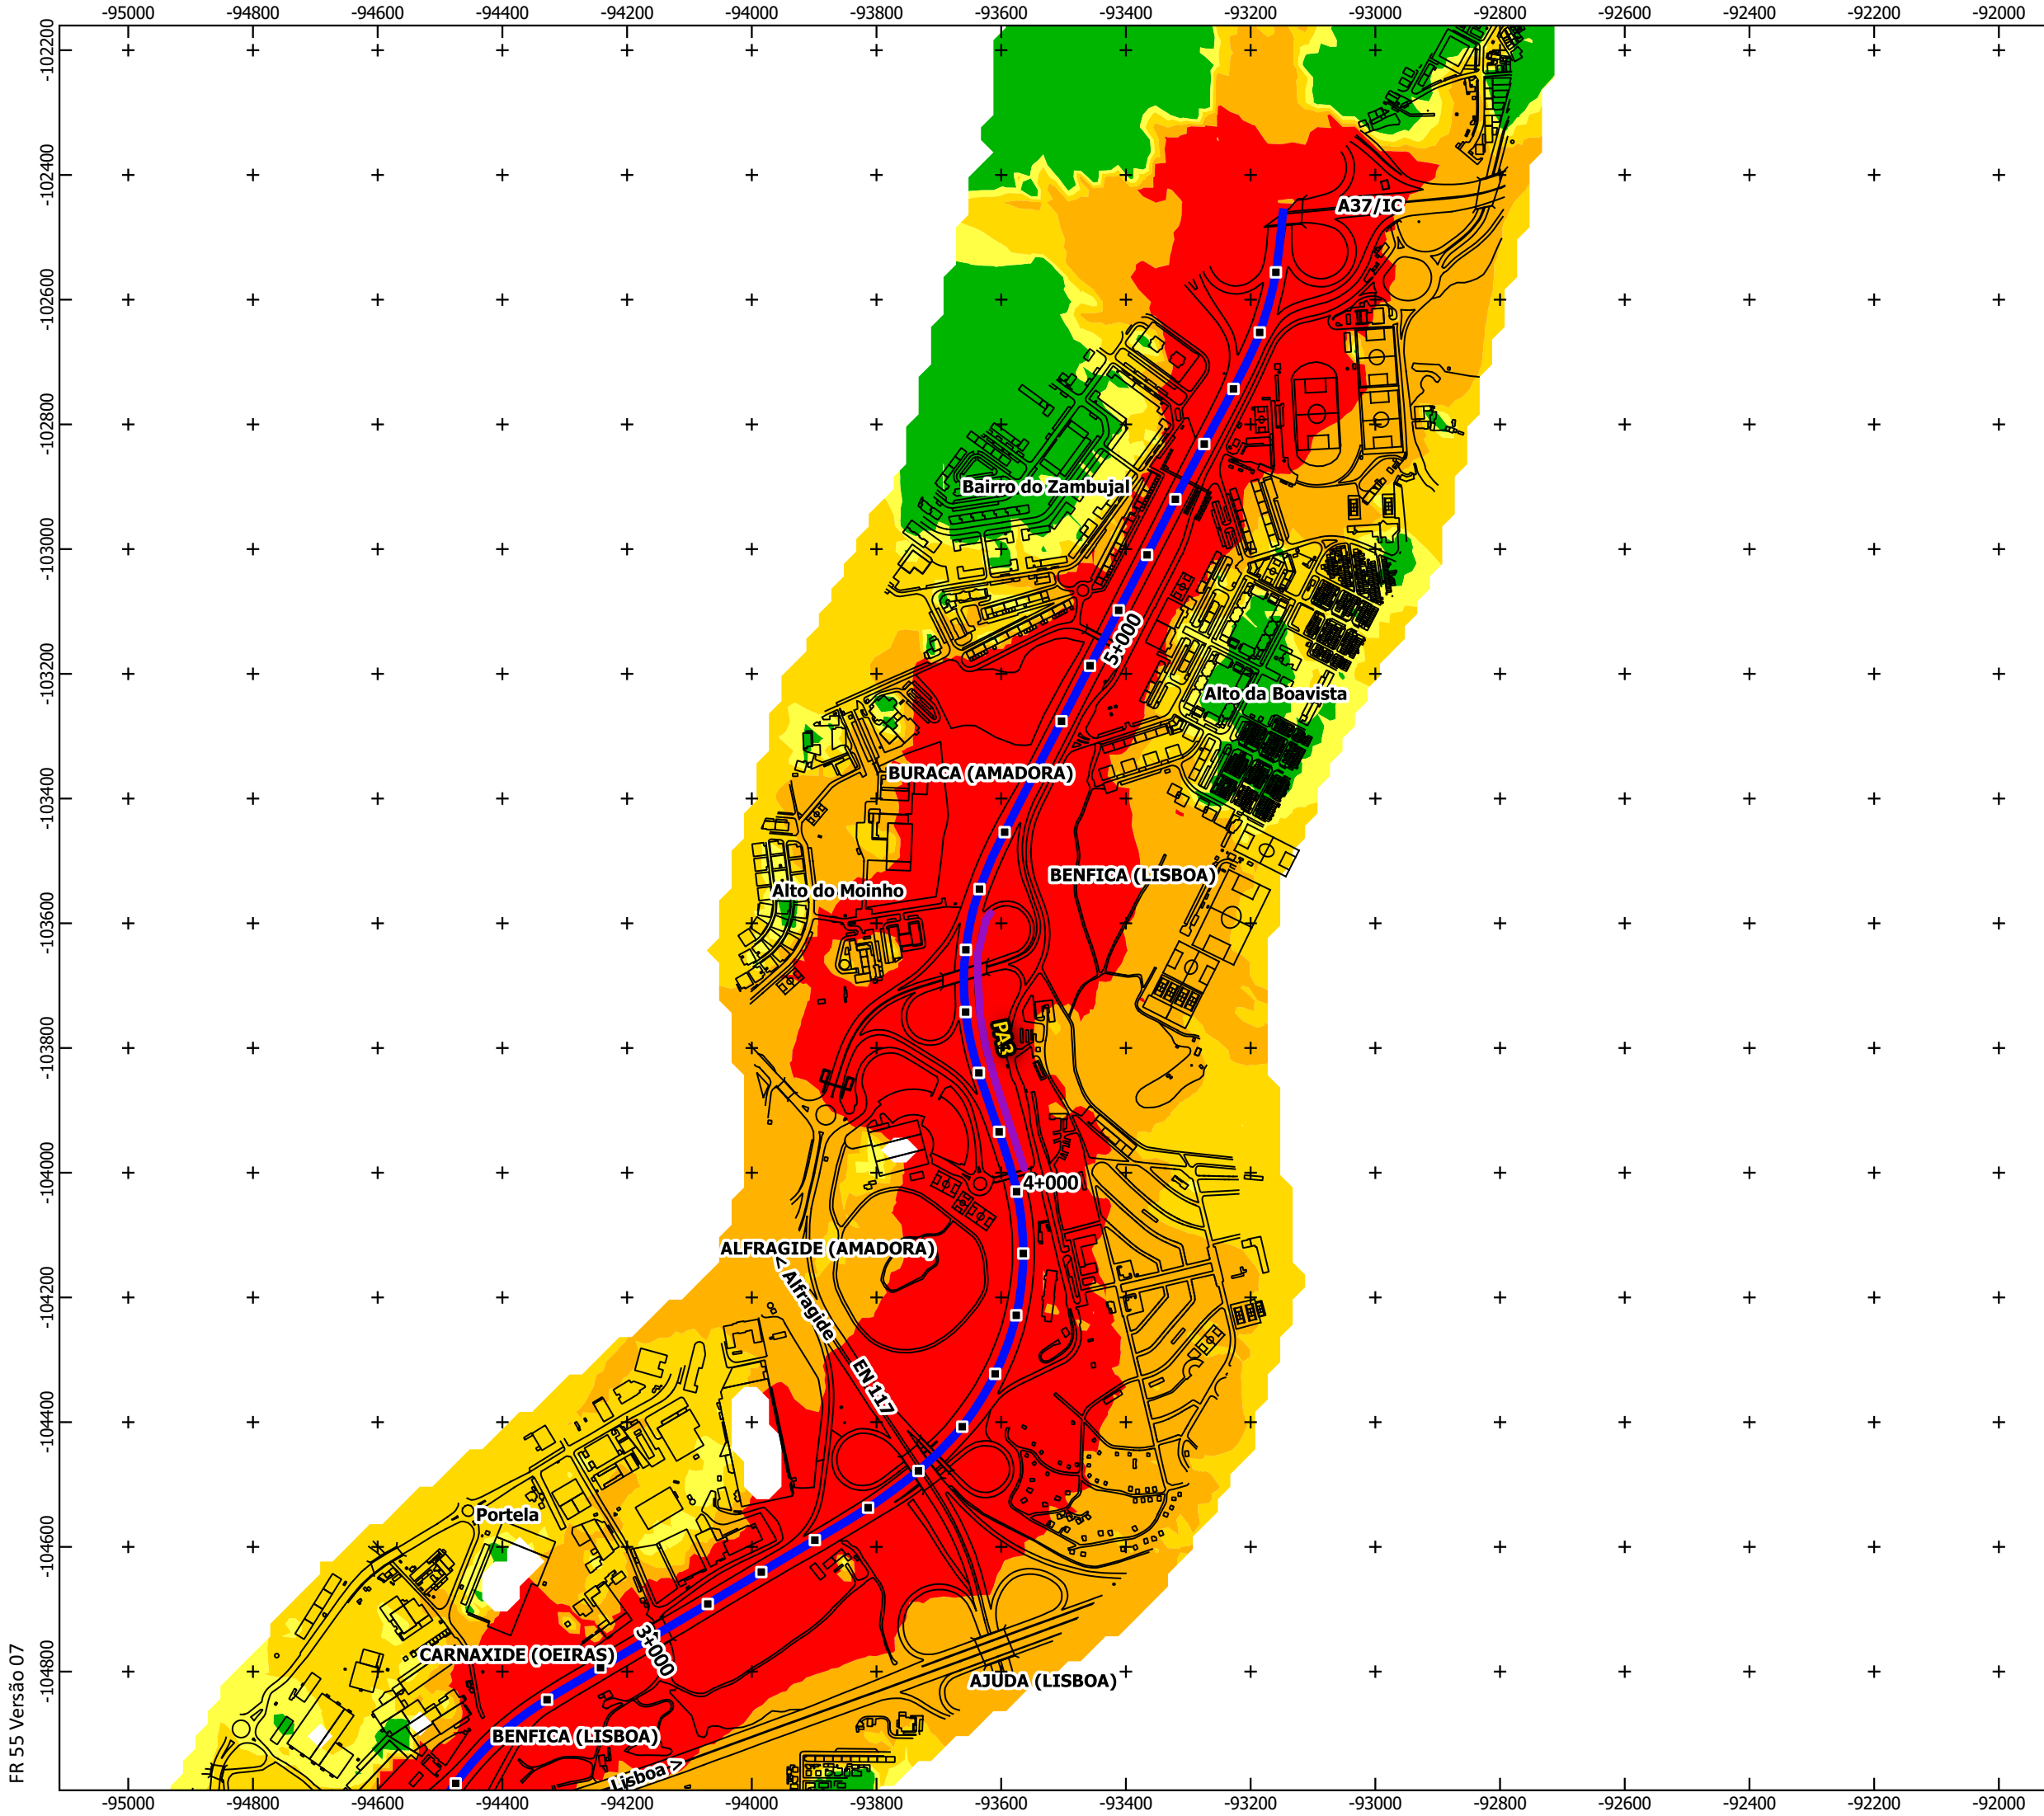 -95000 -94800 -94600 -94400 -94200 -94000 -93800 -93600 -93400 -93200 -93000 -92800 -92600 -92400 -92200 -92000
-102200
-102400
A37/IC
-102600
-102800
Bairro do Zambujal
-103000
5+000
-103200
Alto da Boavista
BURACA (AMADORA)
-103400
BENFICA (LISBOA)
Alto do Moinho
-103600
PA3
-103800
-104000
4+000
ALFRAGIDE (AMADORA)
< Alfragide
-104200
EN 117
-104400
Portela
-104600
3+000
CARNAXIDE (OEIRAS)
-104800
AJUDA (LISBOA)
BENFICA (LISBOA)
Lisboa >
FR 55 Versão 07
-95000 -94800 -94600 -94400 -94200 -94000 -93800 -93600 -93400 -93200 -93000 -92800 -92600 -92400 -92200 -92000